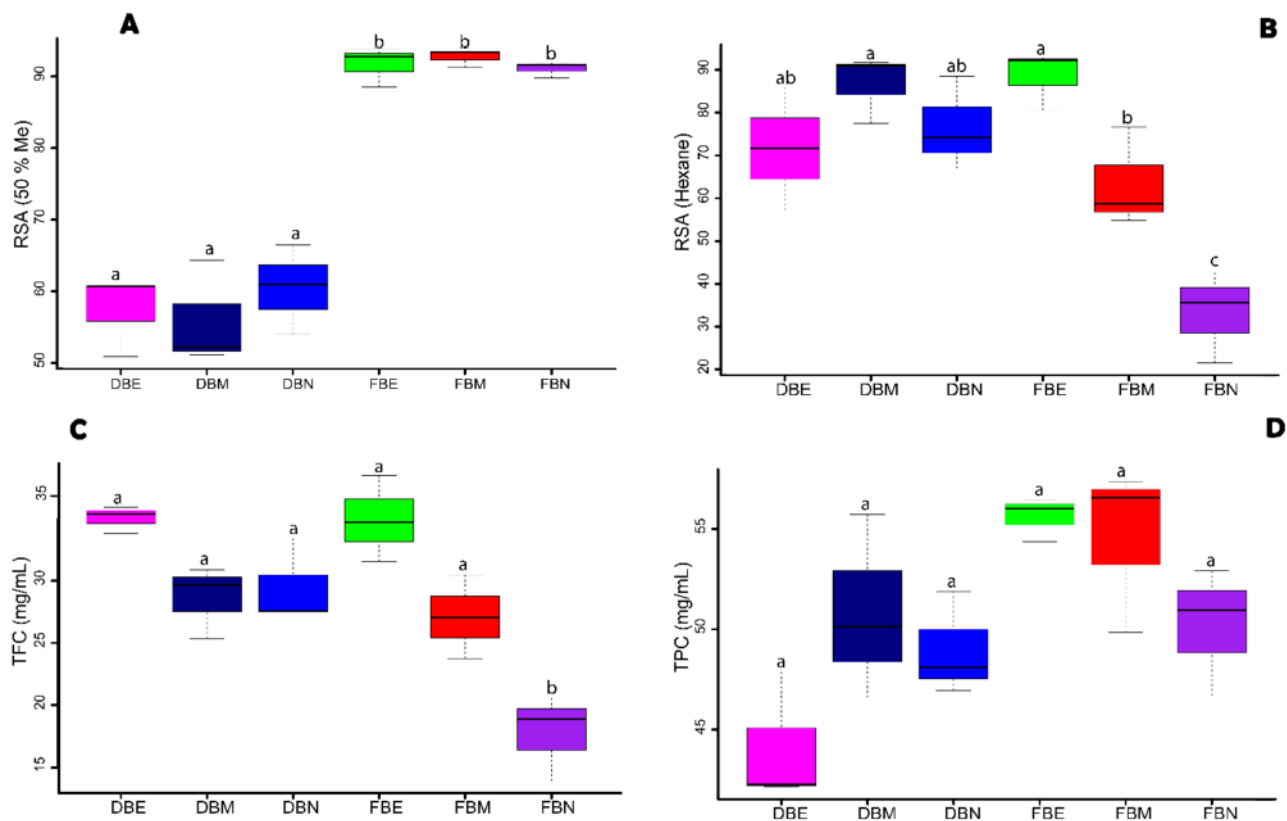 A
RSA (50 % Me)
90
80
70
60
50
a
a
a
b
b
b
DBE
DBM
DBN
FBE
FBM
FBN
B
RSA (Hexane)
90
80
70
60
50
40
30
20
ab
a
ab
a
b
c
DBE
DBM
DBN
FBE
FBM
FBN
C
TFC (mg/mL)
35
30
25
20
15
a
a
a
a
a
b
DBE
DBM
DBN
FBE
FBM
FBN
D
TPC (mg/mL)
55
50
45
a
a
a
a
a
a
DBE
DBM
DBN
FBE
FBM
FBN